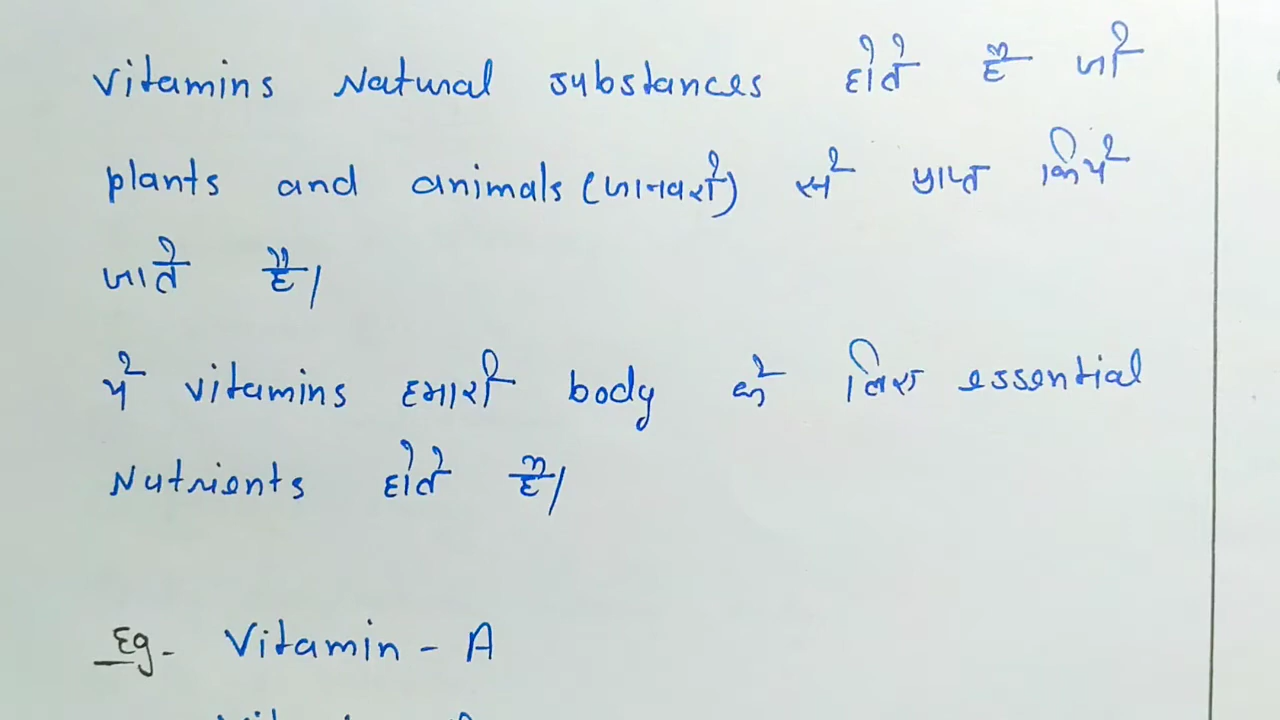 Vitamins Natural substances होते हैं जो
plants and animals (जानवरों) से प्राप्त किये
जाते हैं।
ये vitamins हमारी body के लिए essential
Nutrients होते हैं।
Eg- Vitamin - A